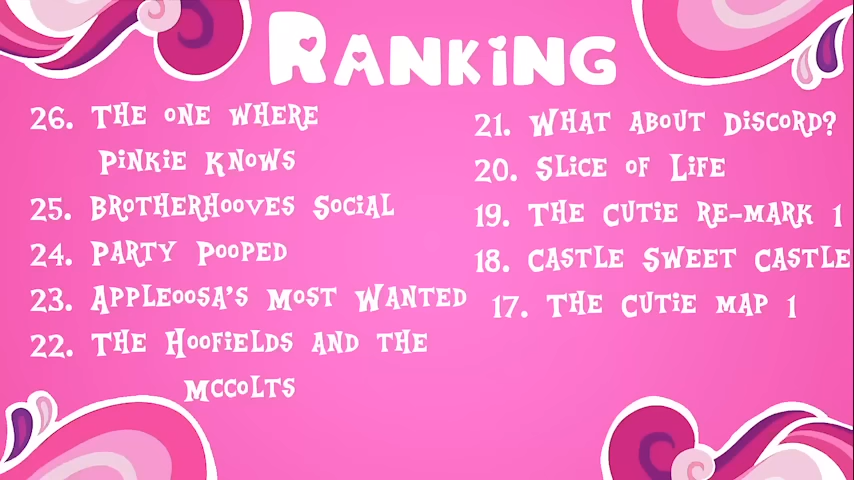 Ranking
26. The one where
Pinkie Knows
25. Brotherhooves Social
24. Party Pooped
23. Appleoosa's Most Wanted
22. The Hoofields and the
McColts
21. What about Discord?
20. Slice of Life
19. The Cutie Re-Mark 1
18. Castle Sweet Castle
17. The Cutie Map 1